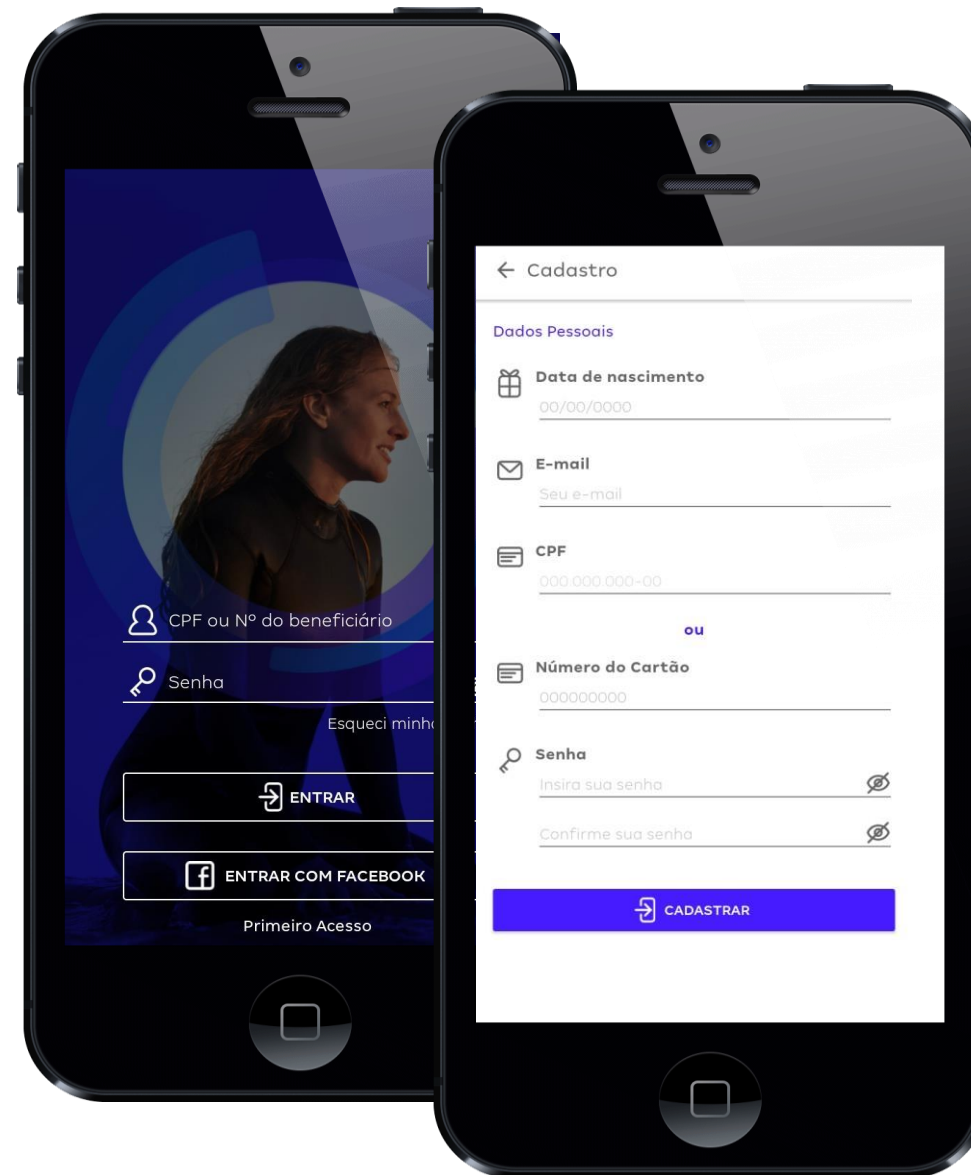 CPF ou Nº do beneficiário
Senha
Esqueci minha
ENTRAR
ENTRAR COM FACEBOOK
Primeiro Acesso
Cadastro
Dados Pessoais
Data de nascimento
00/00/0000
E-mail
Seu e-mail
CPF
000.000.000-00
ou
Número do Cartão
000000000
Senha
Insira sua senha
Confirme sua senha
CADASTRAR